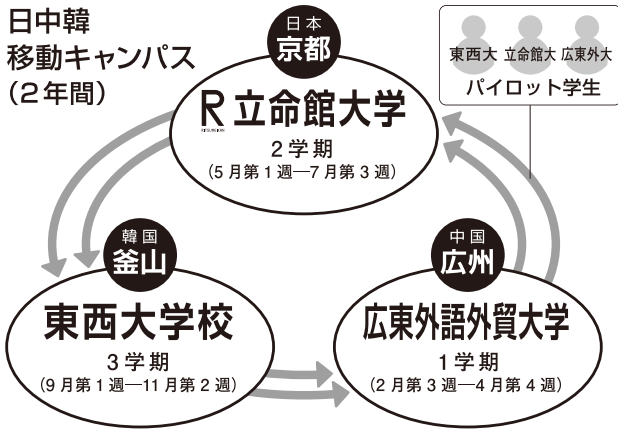 日中韓
移動キャンパス
（2年間）
日本
京都
R 立命館大学
RITSUMEIKAN
2学期
（5月第1週―7月第3週）
東西大 立命館大 広東外大
パイロット学生
韓国
釜山
東西大学校
3学期
（9月第1週―11月第2週）
中国
広州
広東外語外貿大学
1学期
（2月第3週―4月第4週）